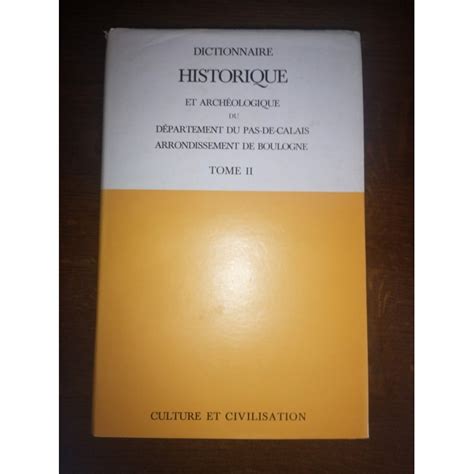 DICTIONNAIRE
HISTORIQUE
ET ARCHÉOLOGIQUE
DU
DÉPARTEMENT DU PAS-DE-CALAIS
ARRONDISSEMENT DE BOULOGNE
TOME II
CULTURE ET CIVILISATION